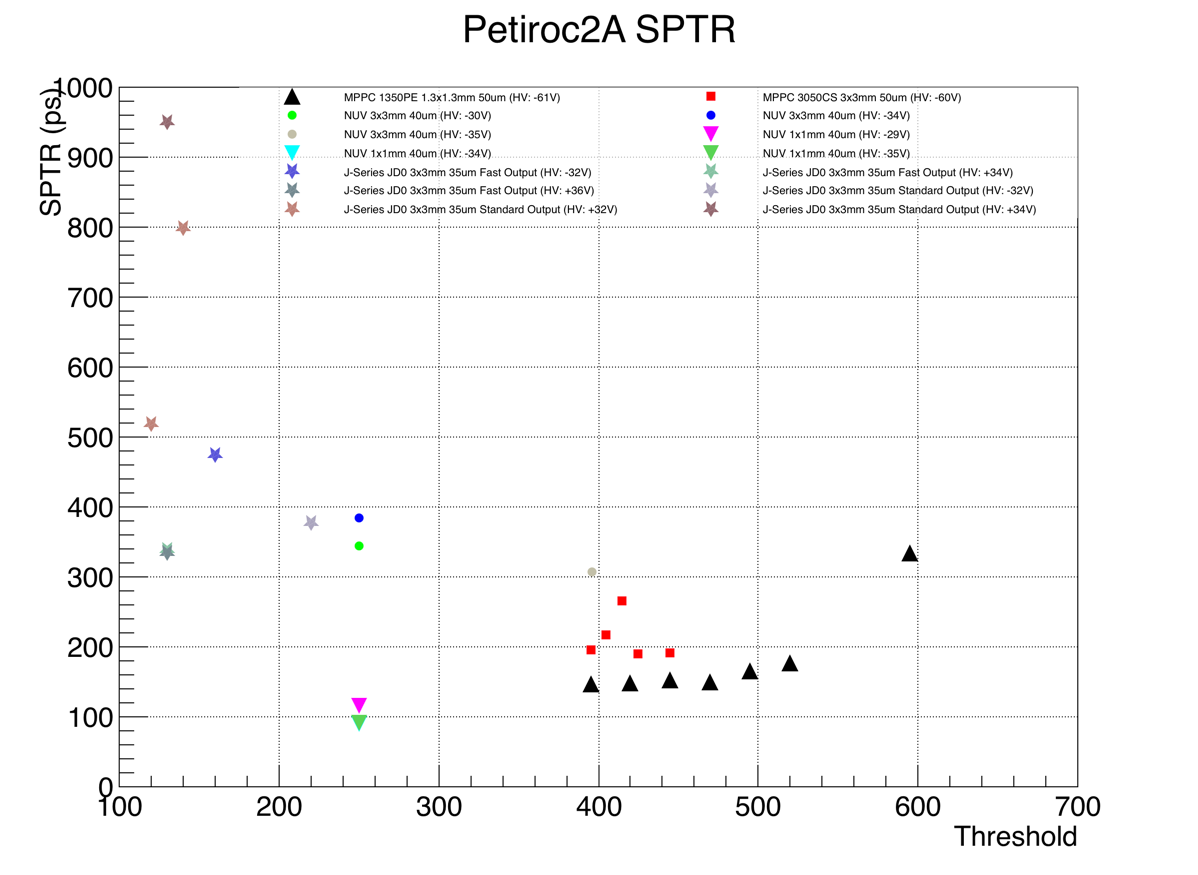 Petiroc2A SPTR
SPTR (ps)
1000
900
800
700
600
500
400
300
200
100
0
MPPC 1350PE 1.3x1.3mm 50um (HV: -61V)
MPPC 3050CS 3x3mm 50um (HV: -60V)
NUV 3x3mm 40um (HV: -30V)
NUV 3x3mm 40um (HV: -34V)
NUV 3x3mm 40um (HV: -35V)
NUV 1x1mm 40um (HV: -29V)
NUV 1x1mm 40um (HV: -34V)
NUV 1x1mm 40um (HV: -35V)
J-Series JD0 3x3mm 35um Fast Output (HV: -32V)
J-Series JD0 3x3mm 35um Fast Output (HV: +34V)
J-Series JD0 3x3mm 35um Fast Output (HV: +36V)
J-Series JD0 3x3mm 35um Standard Output (HV: -32V)
J-Series JD0 3x3mm 35um Standard Output (HV: +32V)
J-Series JD0 3x3mm 35um Standard Output (HV: +34V)
100 200 300 400 500 600 700
Threshold